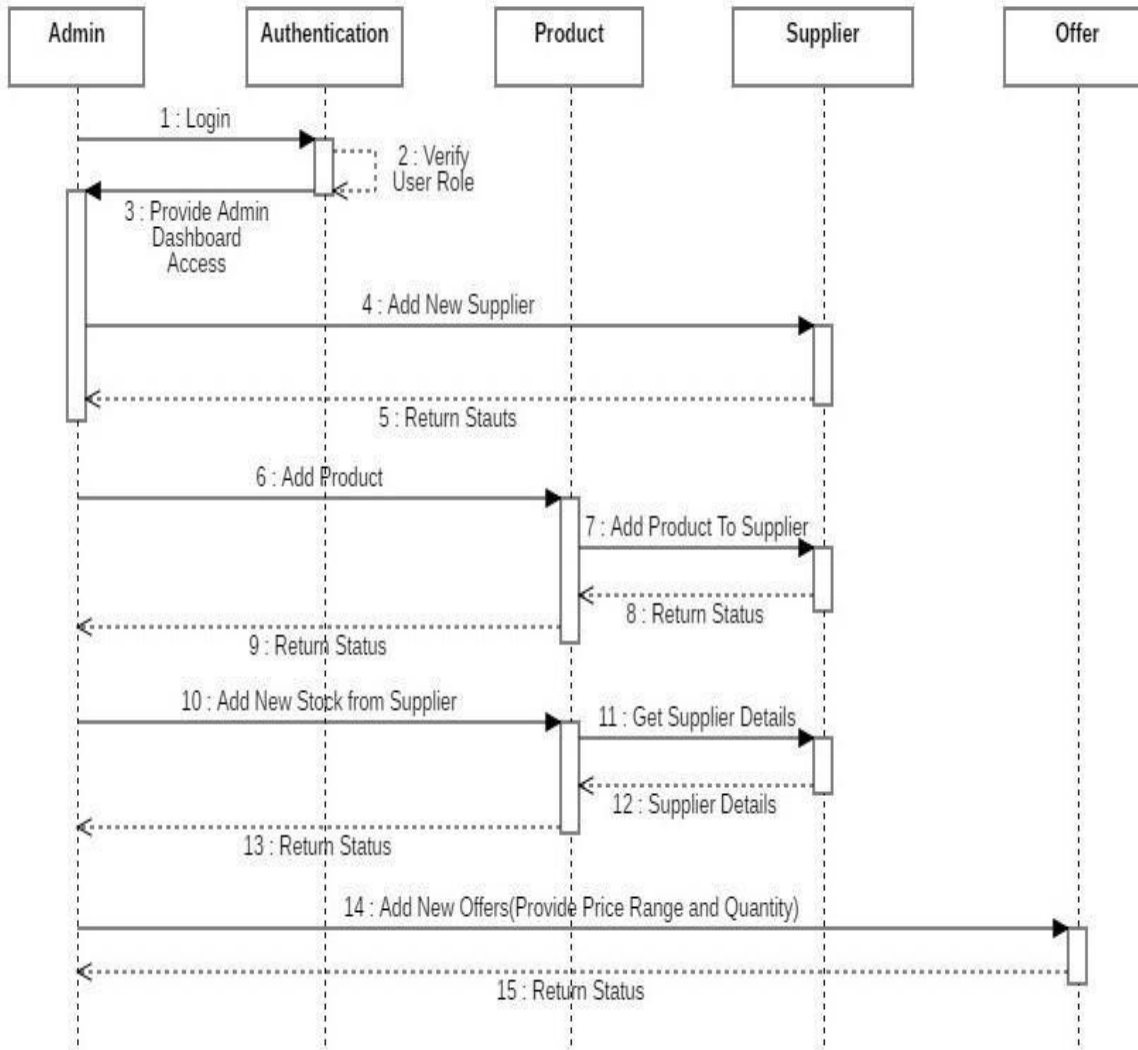 Admin
Authentication
Product
Supplier
Offer
1 : Login
2 : Verify
User Role
3 : Provide Admin
Dashboard
Access
4 : Add New Supplier
5 : Return Stauts
6 : Add Product
7 : Add Product To Supplier
8 : Return Status
9 : Return Status
10 : Add New Stock from Supplier
11 : Get Supplier Details
12 : Supplier Details
13 : Return Status
14 : Add New Offers(Provide Price Range and Quantity)
15 : Return Status